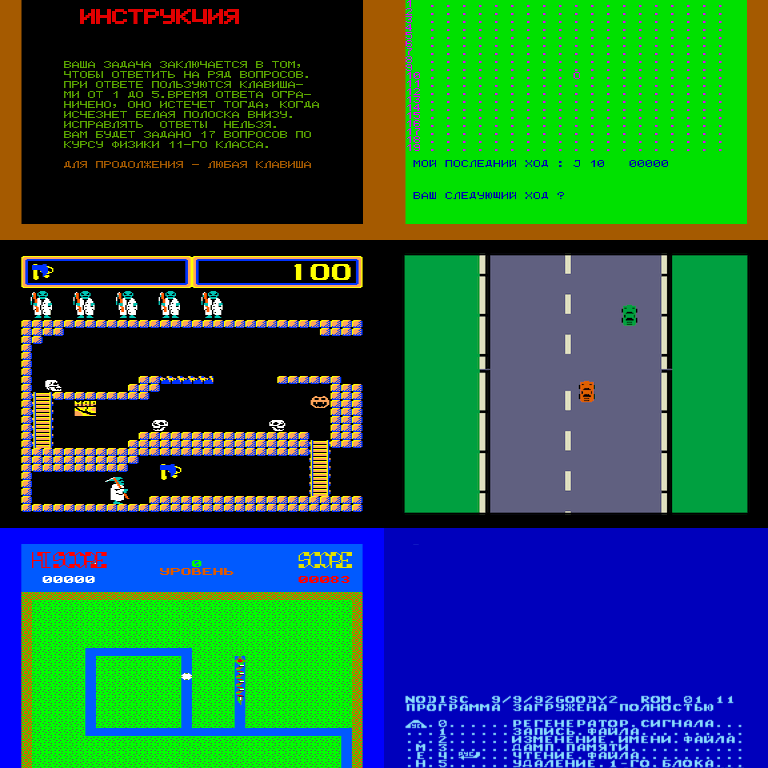 ИНСТРУКЦИЯ
ВАША ЗАДАЧА ЗАКЛЮЧАЕТСЯ В ТОМ,
ЧТОБЫ ОТВЕТИТЬ НА РЯД ВОПРОСОВ.
ПРИ ОТВЕТЕ ПОЛЬЗУЮТСЯ КЛАВИША-
МИ ОТ 1 ДО 5.ВРЕМЯ ОТВЕТА ОГРА-
НИЧЕНО, ОНО ИСТЕЧЕТ ТОГДА, КОГДА
ИСЧЕЗНЕТ БЕЛАЯ ПОЛОСКА ВНИЗУ.
ИСПРАВЛЯТЬ ОТВЕТЫ НЕЛЬЗЯ.
ВАМ БУДЕТ ЗАДАНО 17 ВОПРОСОВ ПО
КУРСУ ФИЗИКИ 11-ГО КЛАССА.
ДЛЯ ПРОДОЛЖЕНИЯ - ЛЮБАЯ КЛАВИША
МОЙ ПОСЛЕДНИЙ ХОД : J 10 00000
ВАШ СЛЕДУЮЩИЙ ХОД ?
100
MAP
0
SCORE
УРОВЕНЬ
00000
NODISC 9/9/92GOODY2 ROM 01 11
ПРОГРАММА ЗАГРУЖЕНА ПОЛНОСТЬЮ
0......РЕГЕНЕРАТОР.СИГНАЛА...
1......ЗАПИСЬ.ФАЙЛА..........
2......ИЗМЕНЕНИЕ.ИМЕНИ.ФАЙЛА.
.М.3......ДАМП.ПАМЯТИ...........
.Е.4......ЧТЕНИЕ.ФАЙЛА..........
.Н.5......УДАЛЕНИЕ.1-ГО.БЛОКА...